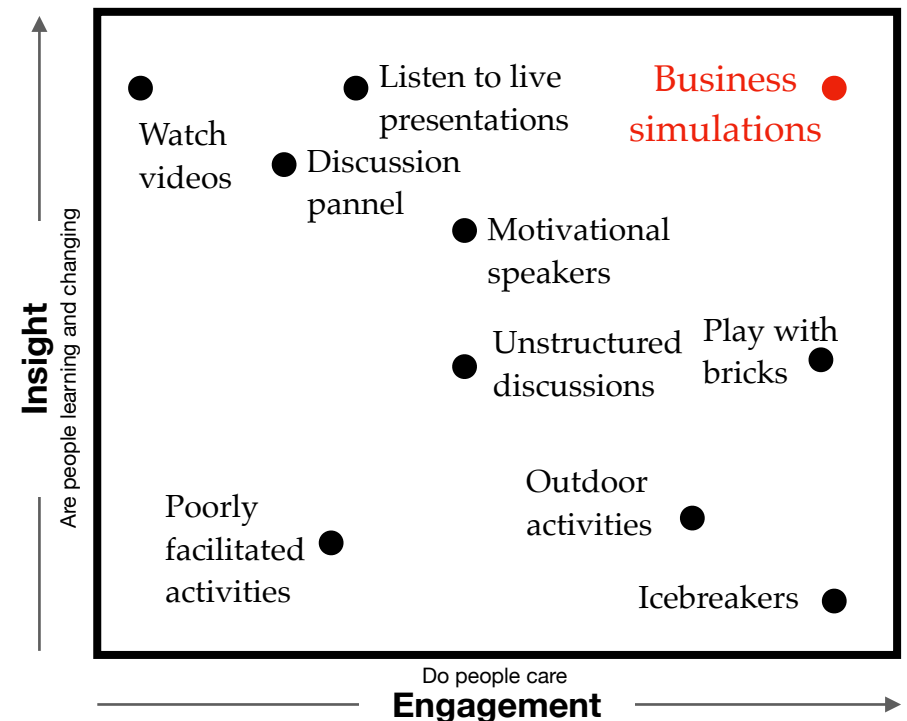 Listen to live
presentations
Business
simulations
Watch
videos
Discussion
pannel
Motivational
speakers
Unstructured
discussions
Play with
bricks
Outdoor
activities
Poorly
facilitated
activities
Icebreakers
Insight
Are people learning and changing
Do people care
Engagement